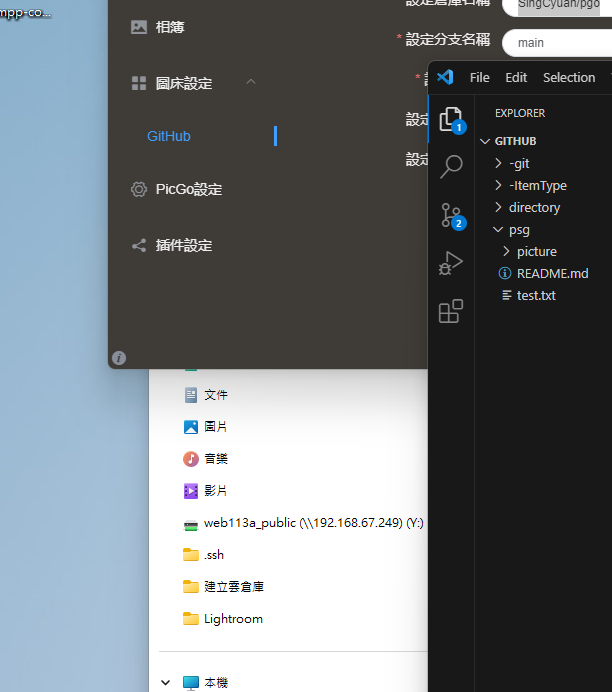 mpp-co...
相簿
圖床設定
GitHub
PicGo設定
插件設定
設定倉庫名稱
SingCyuan/pgo
* 設定分支名稱
main
*
設定
設定
File Edit Selection
EXPLORER
GITHUB
-git
-ItemType
directory
psg
picture
README.md
test.txt
1
2
文件
圖片
音樂
影片
web113a_public (\\192.168.67.249) (Y:)
.ssh
建立雲倉庫
Lightroom
本機